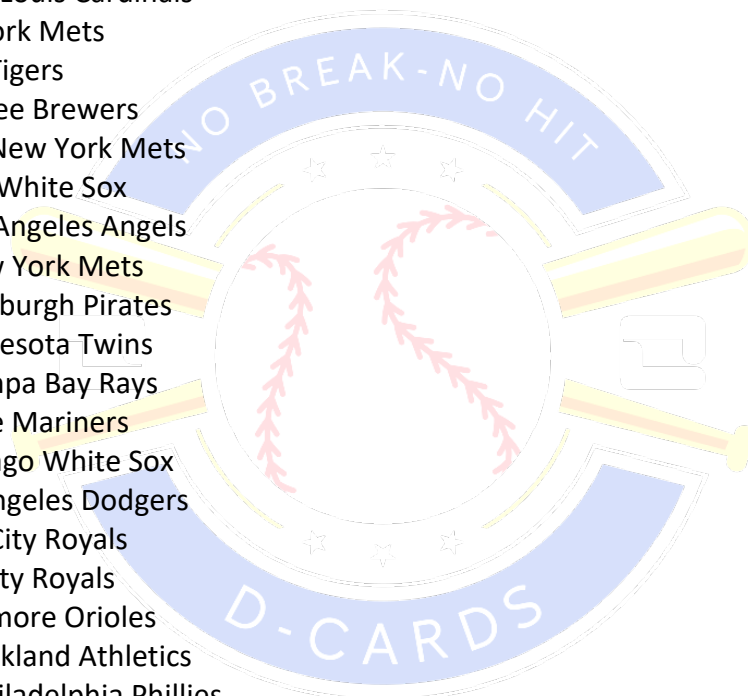 Louis Cardinals
ork Mets
Tigers
ee Brewers
New York Mets
White Sox
Angeles Angels
York Mets
burgh Pirates
esota Twins
pa Bay Rays
e Mariners
go White Sox
ngeles Dodgers
City Royals
ty Royals
more Orioles
kland Athletics
iladelphia Phillies
NO BREAK-NO HIT
D-CARDS